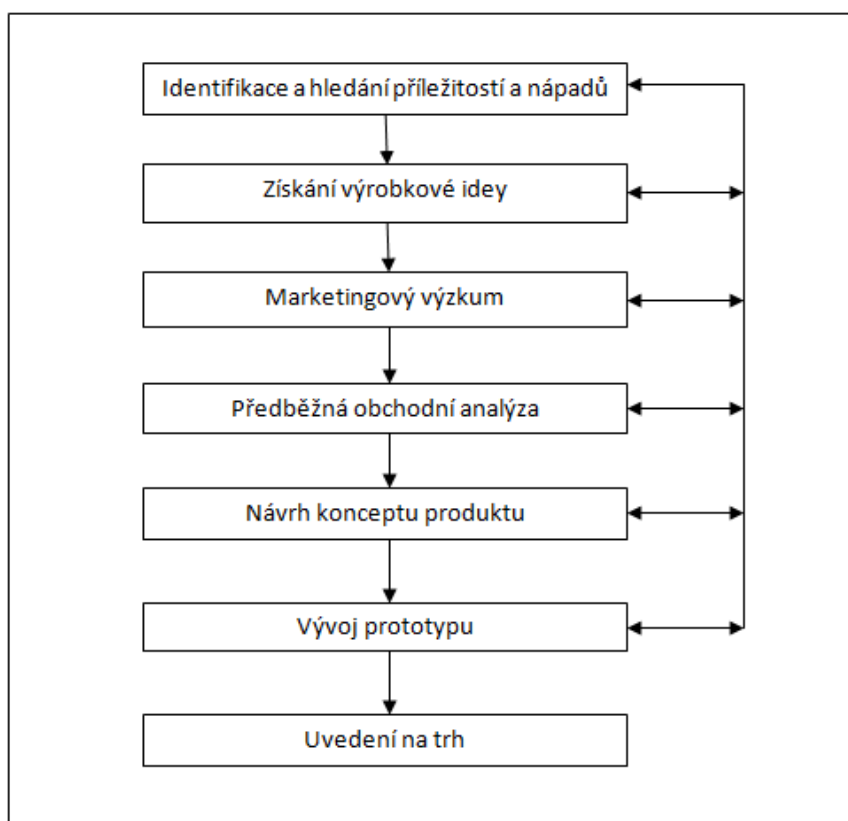 Identifikace a hledání příležitostí a nápadů
Získání výrobkové idey
Marketingový výzkum
Předběžná obchodní analýza
Návrh konceptu produktu
Vývoj prototypu
Uvedení na trh